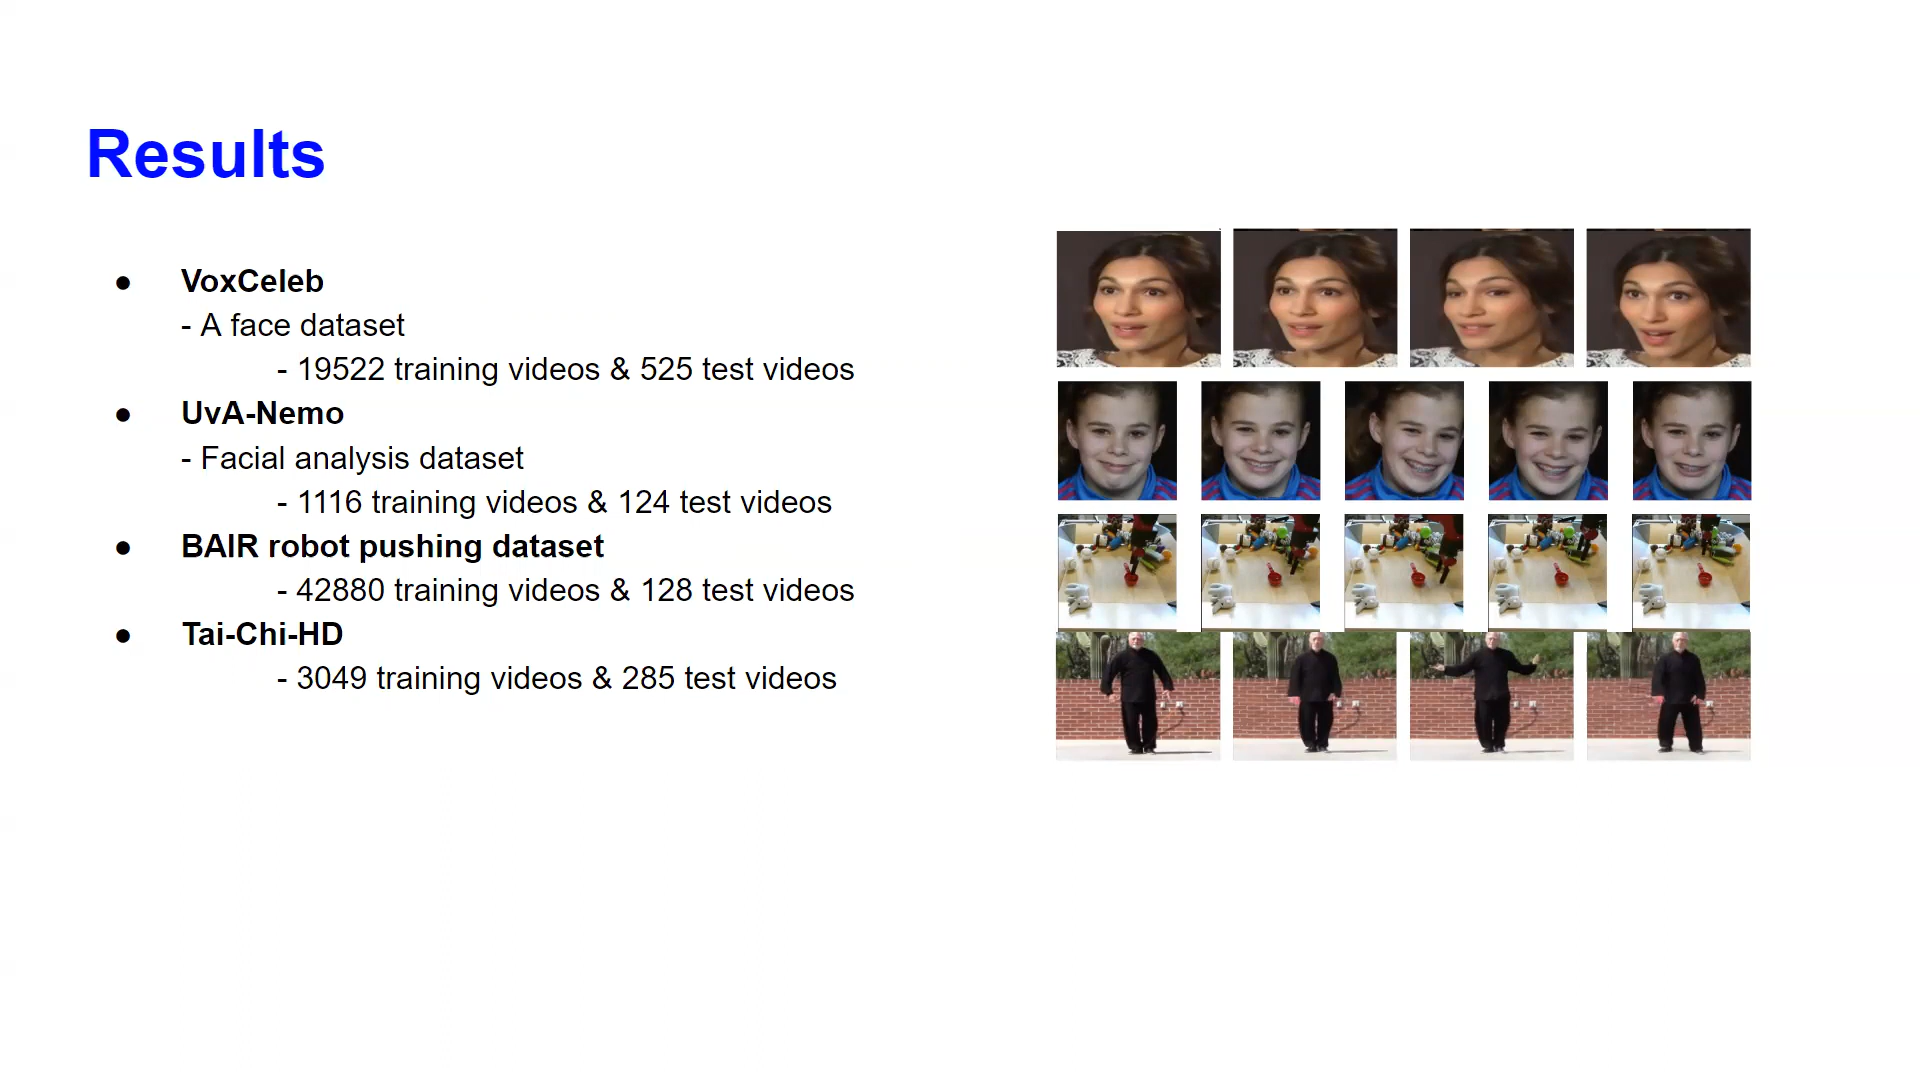 Results
● VoxCeleb
- A face dataset
- 19522 training videos & 525 test videos
● UvA-Nemo
- Facial analysis dataset
- 1116 training videos & 124 test videos
● BAIR robot pushing dataset
- 42880 training videos & 128 test videos
● Tai-Chi-HD
- 3049 training videos & 285 test videos